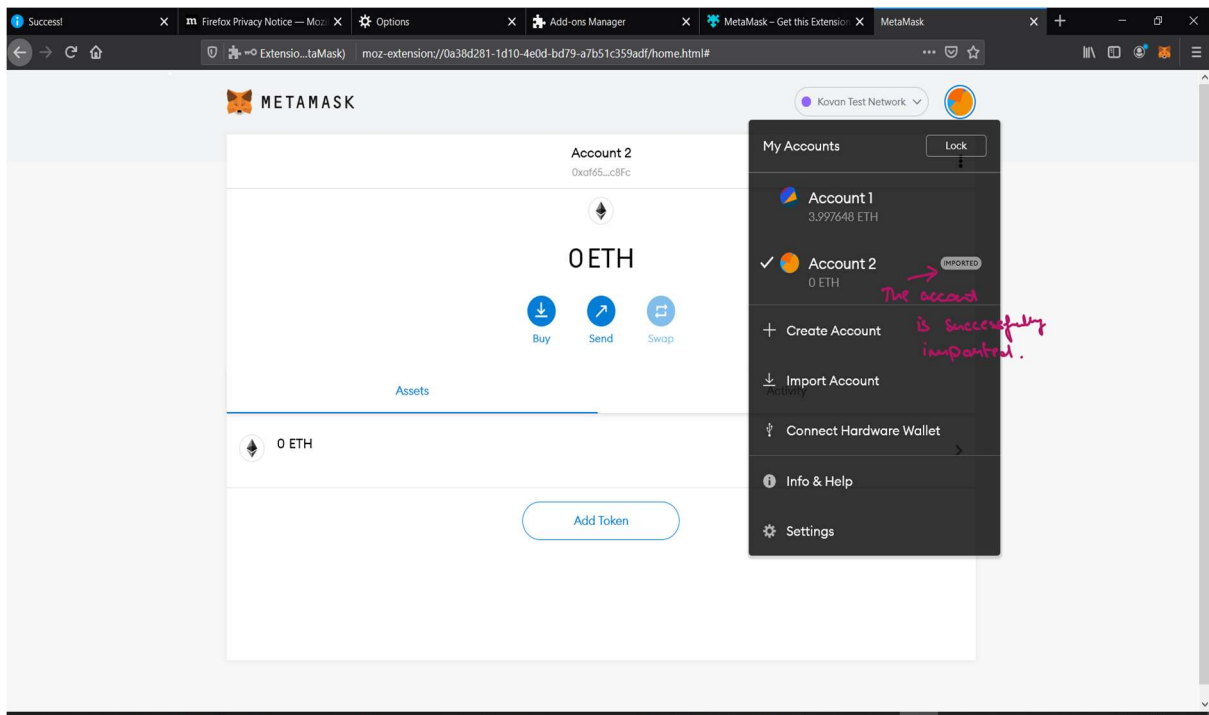 Success!
Firefox Privacy Notice — Mozi
Options
Add-ons Manager
MetaMask – Get this Extension
MetaMask
Extensio...taMask)
moz-extension://0a38d281-1d10-4e0d-bd79-a7b51c359adf/home.html#
METAMASK
Kovan Test Network
Account 2
0xaf65...c8Fc
0 ETH
Buy
Send
Swap
Assets
Activity
0 ETH
Add Token
My Accounts
Lock
Account 1
3.997648 ETH
Account 2
IMPORTED
0 ETH
The account
is successfully
imported.
Create Account
Import Account
Connect Hardware Wallet
Info & Help
Settings